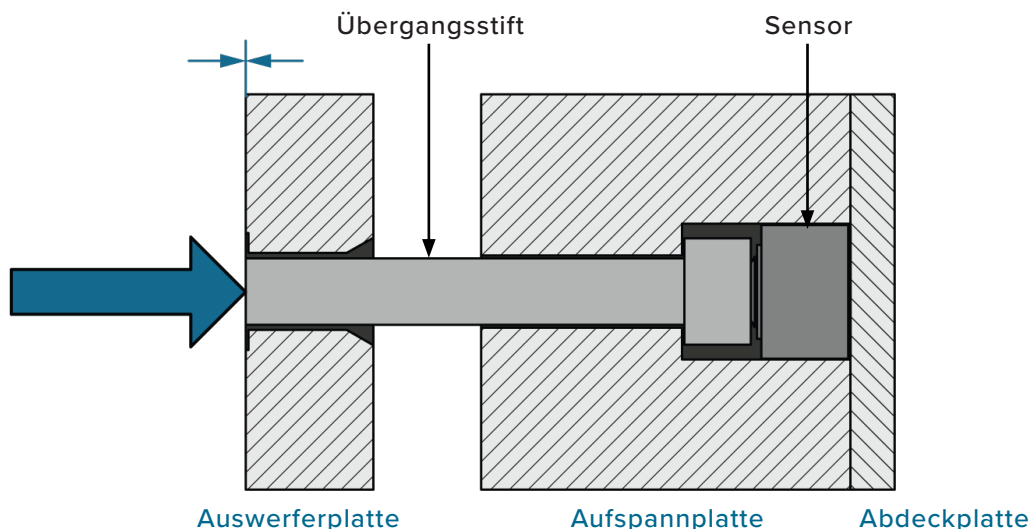 Übergangsstift
Sensor
Auswerferplatte
Aufspannplatte
Abdeckplatte